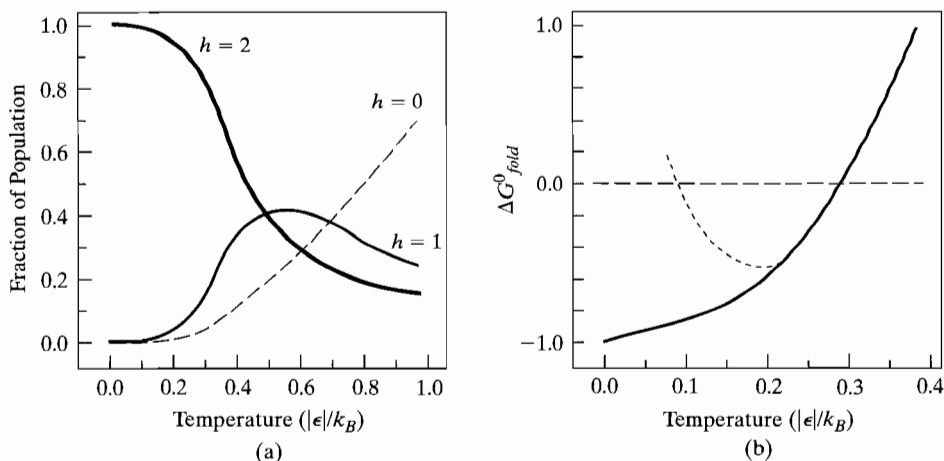 Fraction of Population
1.0
0.8
0.6
0.4
0.2
0.0
h = 2
h = 0
h = 1
0.0 0.2 0.4 0.6 0.8 1.0
Temperature (|ϵ|/k_B)
(a)
ΔG^0_fold
1.0
0.0
−1.0
0.0 0.1 0.2 0.3 0.4
Temperature (|ϵ|/k_B)
(b)